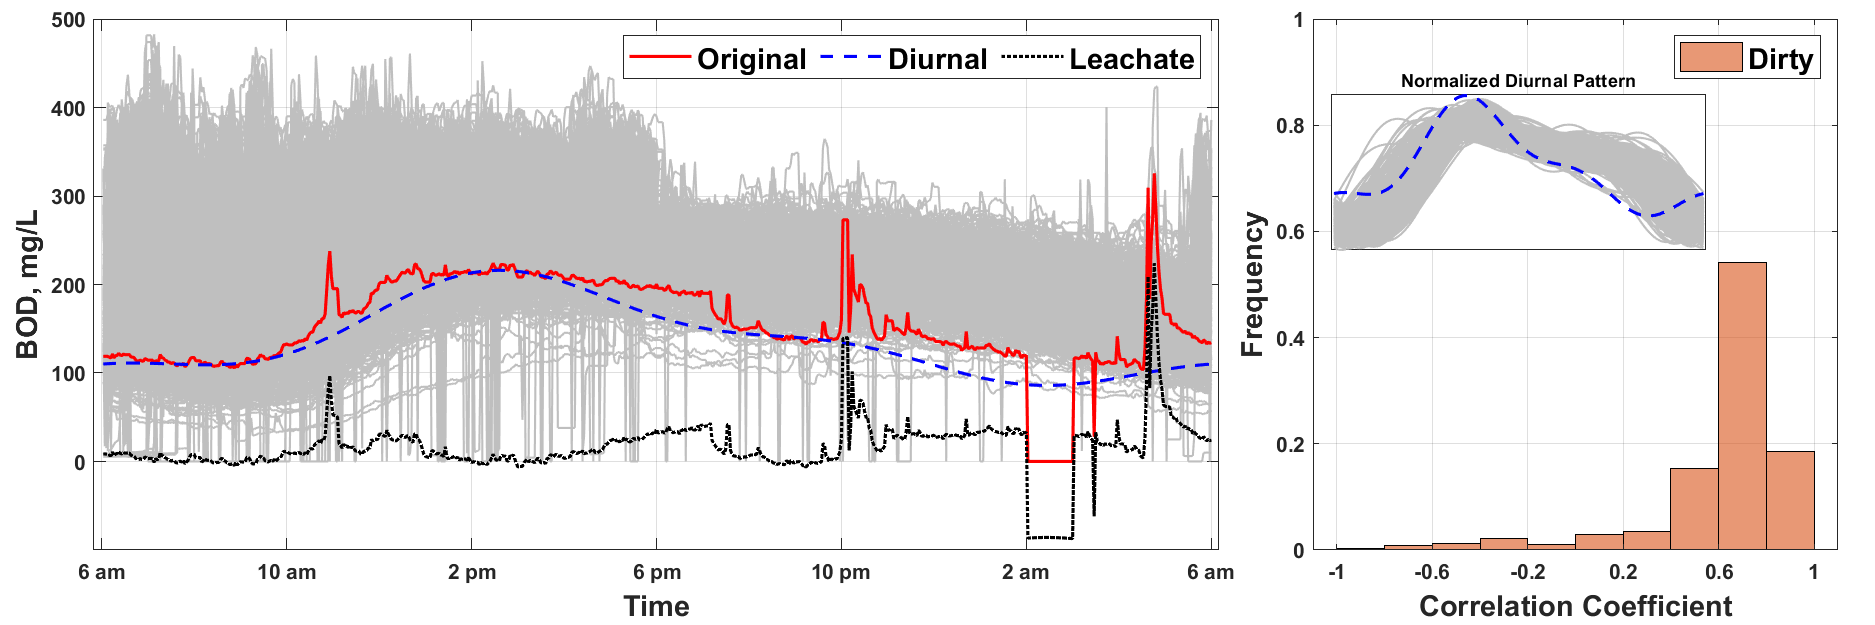 500
400
300
200
100
0
BOD, mg/L
Original Diurnal Leachate
6 am 10 am 2 pm 6 pm 10 pm 2 am 6 am
Time
1
0.8
0.6
0.4
0.2
0
Frequency
Dirty
Normalized Diurnal Pattern
-1 -0.6 -0.2 0.2 0.6 1
Correlation Coefficient